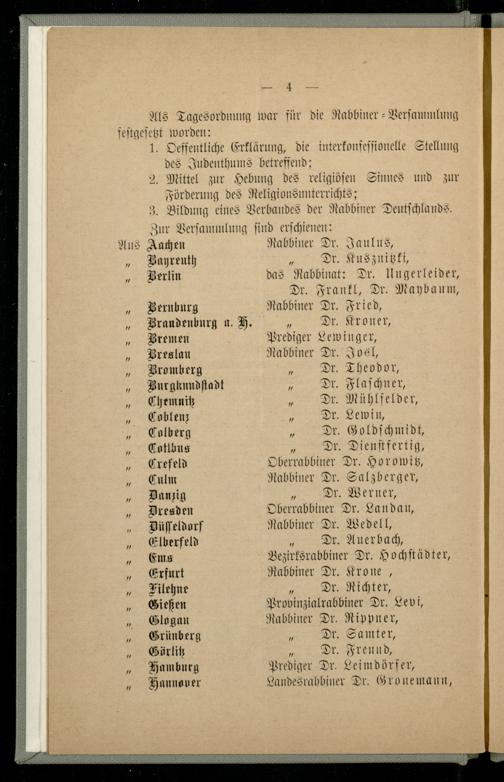 — 4 —
Als Tagesordnung war für die Rabbiner-Versammlung
festgesetzt worden:
1. Oeffentliche Erklärung, die interkonfessionelle Stellung
des Judenthums betreffend;
2. Mittel zur Hebung des religiösen Sinnes und zur
Förderung des Religionsunterrichts;
3. Bildung eines Verbandes der Rabbiner Deutschlands.
Zur Versammlung sind erschienen:
Aus Aachen Rabbiner Dr. Jaulus,
„ Bayreuth „ Dr. Kusznitzki,
„ Berlin das Rabbinat: Dr. Ungerleider,
Dr. Frankl, Dr. Maybaum,
„ Bernburg Rabbiner Dr. Fried,
„ Brandenburg a. H. „ Dr. Kroner,
„ Bremen Prediger Lewinger,
„ Breslau Rabbiner Dr. Joël,
„ Bromberg „ Dr. Theodor,
„ Burgkundstadt „ Dr. Flaschner,
„ Chemnitz „ Dr. Mühlfelder,
„ Coblenz „ Dr. Lewin,
„ Colberg „ Dr. Goldschmidt,
„ Cottbus „ Dr. Dienstfertig,
„ Crefeld Oberrabbiner Dr. Horowitz,
„ Culm Rabbiner Dr. Salzberger,
„ Danzig „ Dr. Werner,
„ Dresden Oberrabbiner Dr. Landau,
„ Düsseldorf Rabbiner Dr. Wedell,
„ Elberfeld „ Dr. Auerbach,
„ Ems Bezirksrabbiner Dr. Hochstädter,
„ Erfurt Rabbiner Dr. Krone ,
„ Filehne „ Dr. Richter,
„ Gießen Provinzialrabbiner Dr. Levi,
„ Glogau Rabbiner Dr. Rippner,
„ Grünberg „ Dr. Samter,
„ Görlitz „ Dr. Freund,
„ Hamburg Prediger Dr. Leimdörfer,
„ Hannover Landesrabbiner Dr. Gronemann,